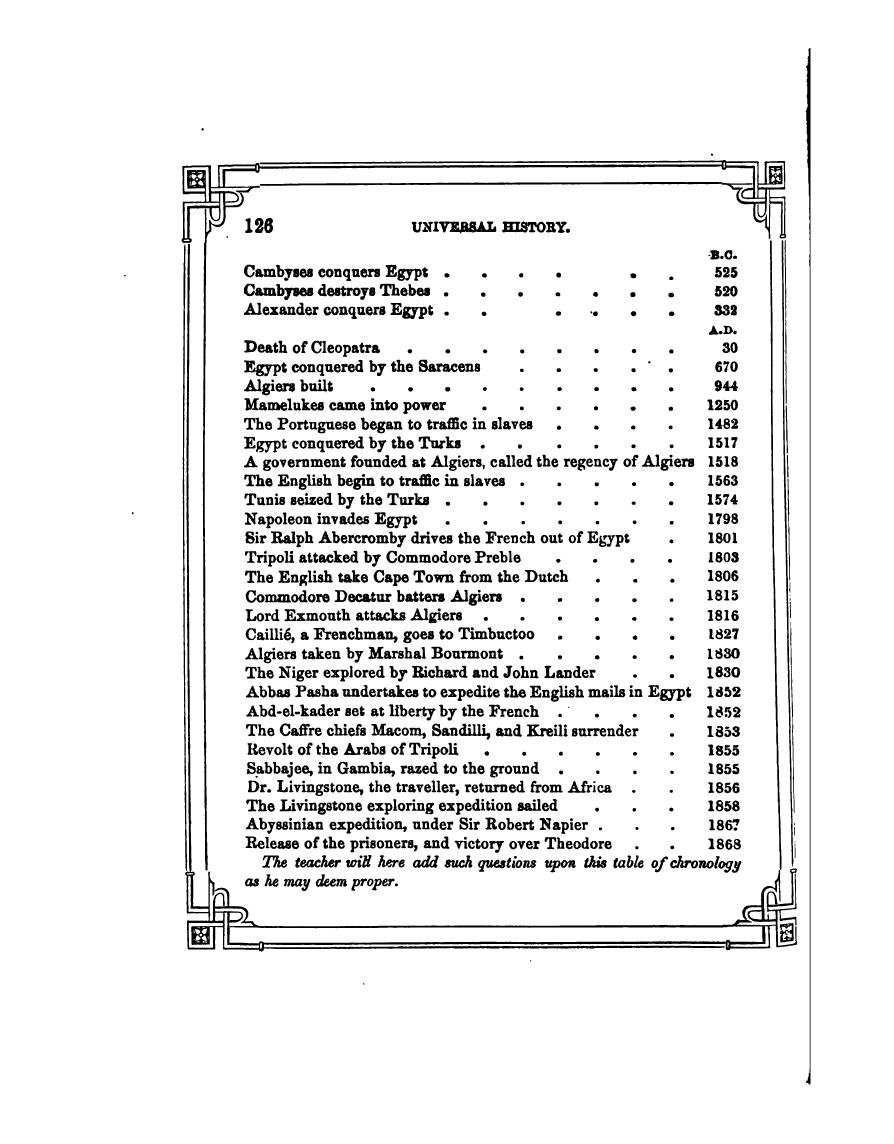 126 UNIVERSAL HISTORY.
B.C.
Cambyses conquers Egypt . . . . . . 525
Cambyses destroys Thebes . . . . . . . 520
Alexander conquers Egypt . . . . . . . 332
A.D.
Death of Cleopatra . . . . . . . . 30
Egypt conquered by the Saracens . . . . . 670
Algiers built . . . . . . . . . 944
Mamelukes came into power . . . . . . 1250
The Portuguese began to traffic in slaves . . . . 1482
Egypt conquered by the Turks . . . . . . 1517
A government founded at Algiers, called the regency of Algiers 1518
The English begin to traffic in slaves . . . . . 1563
Tunis seized by the Turks . . . . . . . 1574
Napoleon invades Egypt . . . . . . . 1798
Sir Ralph Abercromby drives the French out of Egypt . 1801
Tripoli attacked by Commodore Preble . . . . 1803
The English take Cape Town from the Dutch . . . 1806
Commodore Decatur batters Algiers . . . . . 1815
Lord Exmouth attacks Algiers . . . . . . 1816
Caillié, a Frenchman, goes to Timbuctoo . . . . 1827
Algiers taken by Marshal Bourmont . . . . . 1830
The Niger explored by Richard and John Lander . . 1830
Abbas Pasha undertakes to expedite the English mails in Egypt 1852
Abd-el-kader set at liberty by the French . . . . 1852
The Caffre chiefs Macom, Sandilli, and Kreili surrender . 1853
Revolt of the Arabs of Tripoli . . . . . . 1855
Sabbajee, in Gambia, razed to the ground . . . . 1855
Dr. Livingstone, the traveller, returned from Africa . . 1856
The Livingstone exploring expedition sailed . . . 1858
Abyssinian expedition, under Sir Robert Napier . . . 1867
Release of the prisoners, and victory over Theodore . . 1868
The teacher will here add such questions upon this table of chronology
as he may deem proper.